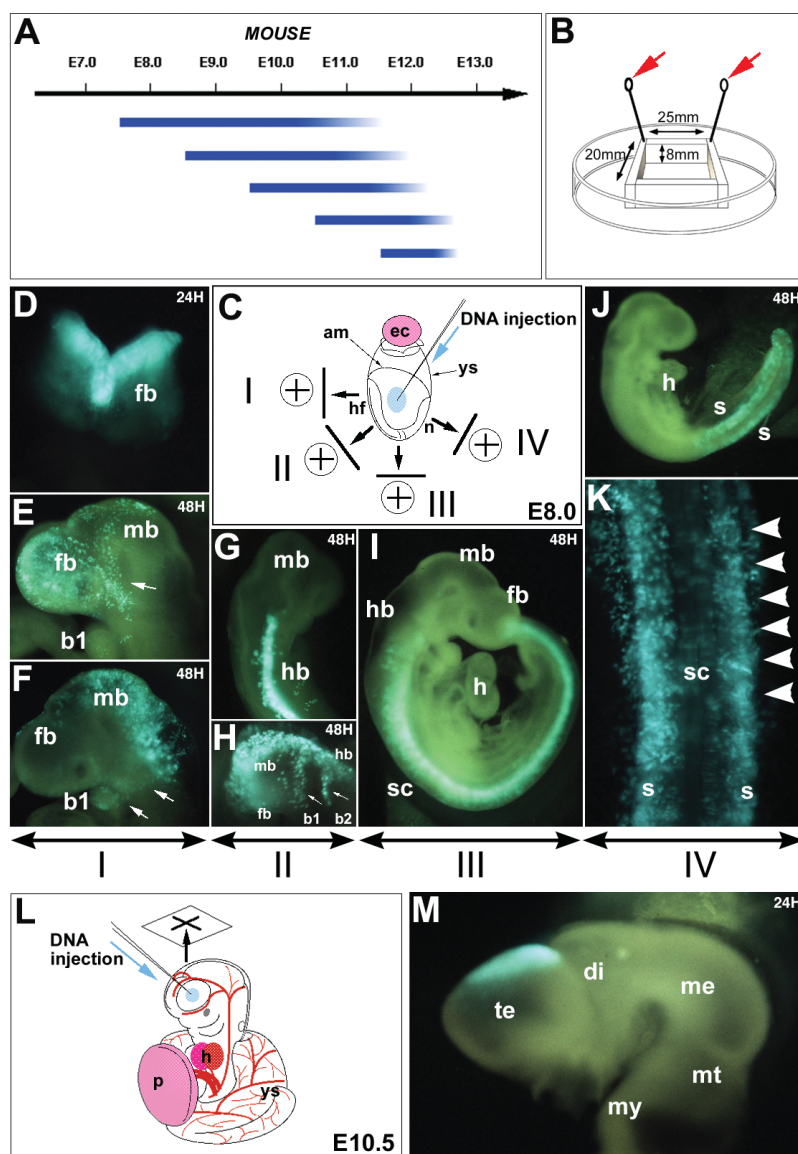 A
MOUSE
E7.0 E8.0 E9.0 E10.0 E11.0 E12.0 E13.0
B
25mm
20mm
8mm
D
24H
fb
C
ec
DNA injection
am
ys
I
hf
n
II
IV
III
E8.0
J
48H
h
s
s
E
48H
mb
fb
b1
F
48H
mb
fb
b1
G
48H
mb
hb
H
48H
hb
mb
fb
b1
b2
I
48H
mb
fb
hb
h
sc
K
sc
s
s
I
II
III
IV
L
DNA
injection
h
p
ys
E10.5
M
24H
di
me
te
mt
my